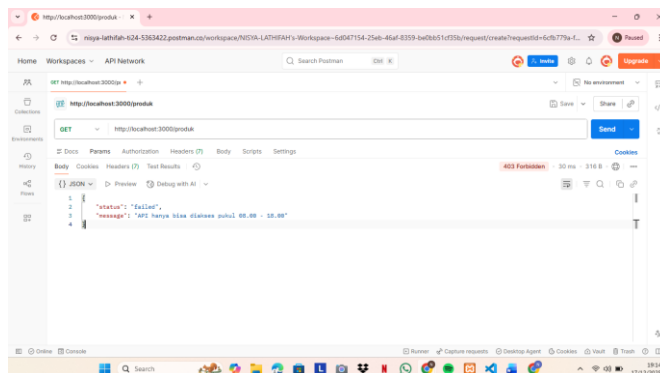 http://localhost:3000/produk -
nisya-lathifah-ti24-5363422.postman.co/workspace/NISYA-LATHIFAH's-Workspace~6d047154-25eb-46af-8359-be0bb51cf35b/request/create?requestId=6cfb779a-f...
Paused
Home Workspaces API Network
Search Postman Ctrl K
Invite
Upgrade
GET http://localhost:3000/pr
No environment
Collections
http://localhost:3000/produk
Save
Share
Environments
GET http://localhost:3000/produk
Send
History
Docs Params Authorization Headers (7) Body Scripts Settings
Cookies
Flows
Body Cookies Headers (7) Test Results
403 Forbidden 30 ms 316 B
{} JSON Preview Debug with AI
1 {
2 "status": "failed",
3 "message": "API hanya bisa diakses pukul 08.00 - 18.00"
4 }
Online Console
Runner Capture requests Desktop Agent Cookies Vault Trash
Search